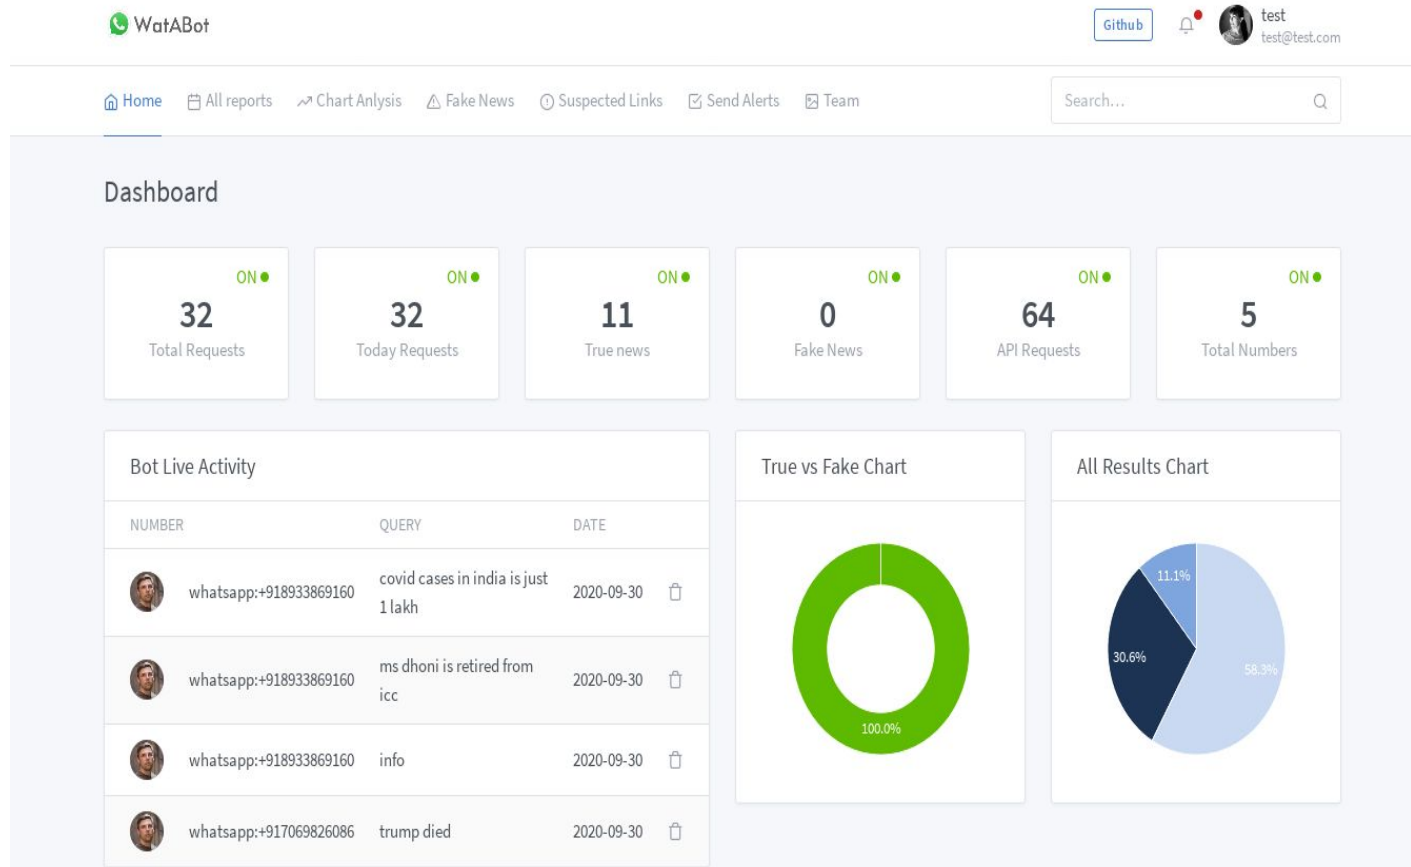 WatABot
Github
test
test@test.com
Home All reports Chart Anlysis Fake News Suspected Links Send Alerts Team Search...
Dashboard
ON ON ON ON ON ON
32 32 11 0 64 5
Total Requests Today Requests True news Fake News API Requests Total Numbers
Bot Live Activity
NUMBER QUERY DATE
whatsapp:+918933869160 covid cases in india is just 2020-09-30
1 lakh
whatsapp:+918933869160 ms dhoni is retired from 2020-09-30
icc
whatsapp:+918933869160 info 2020-09-30
whatsapp:+917069826086 trump died 2020-09-30
True vs Fake Chart
100.0%
All Results Chart
11.1%
30.6%
58.3%